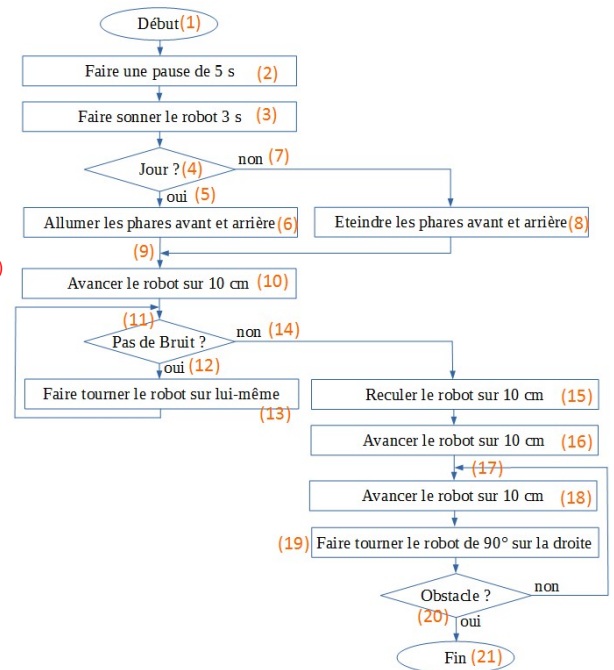 Début (1)
Faire une pause de 5 s (2)
Faire sonner le robot 3 s (3)
Jour ? (4)
non (7)
oui (5)
Allumer les phares avant et arrière (6)
Eteindre les phares avant et arrière (8)
(9)
)
Avancer le robot sur 10 cm (10)
(11)
Pas de Bruit ?
non (14)
oui (12)
Faire tourner le robot sur lui-même
(13)
Reculer le robot sur 10 cm (15)
Avancer le robot sur 10 cm (16)
(17)
Avancer le robot sur 10 cm (18)
(19) Faire tourner le robot de 90° sur la droite
Obstacle ?
non
(20)
oui
Fin (21)